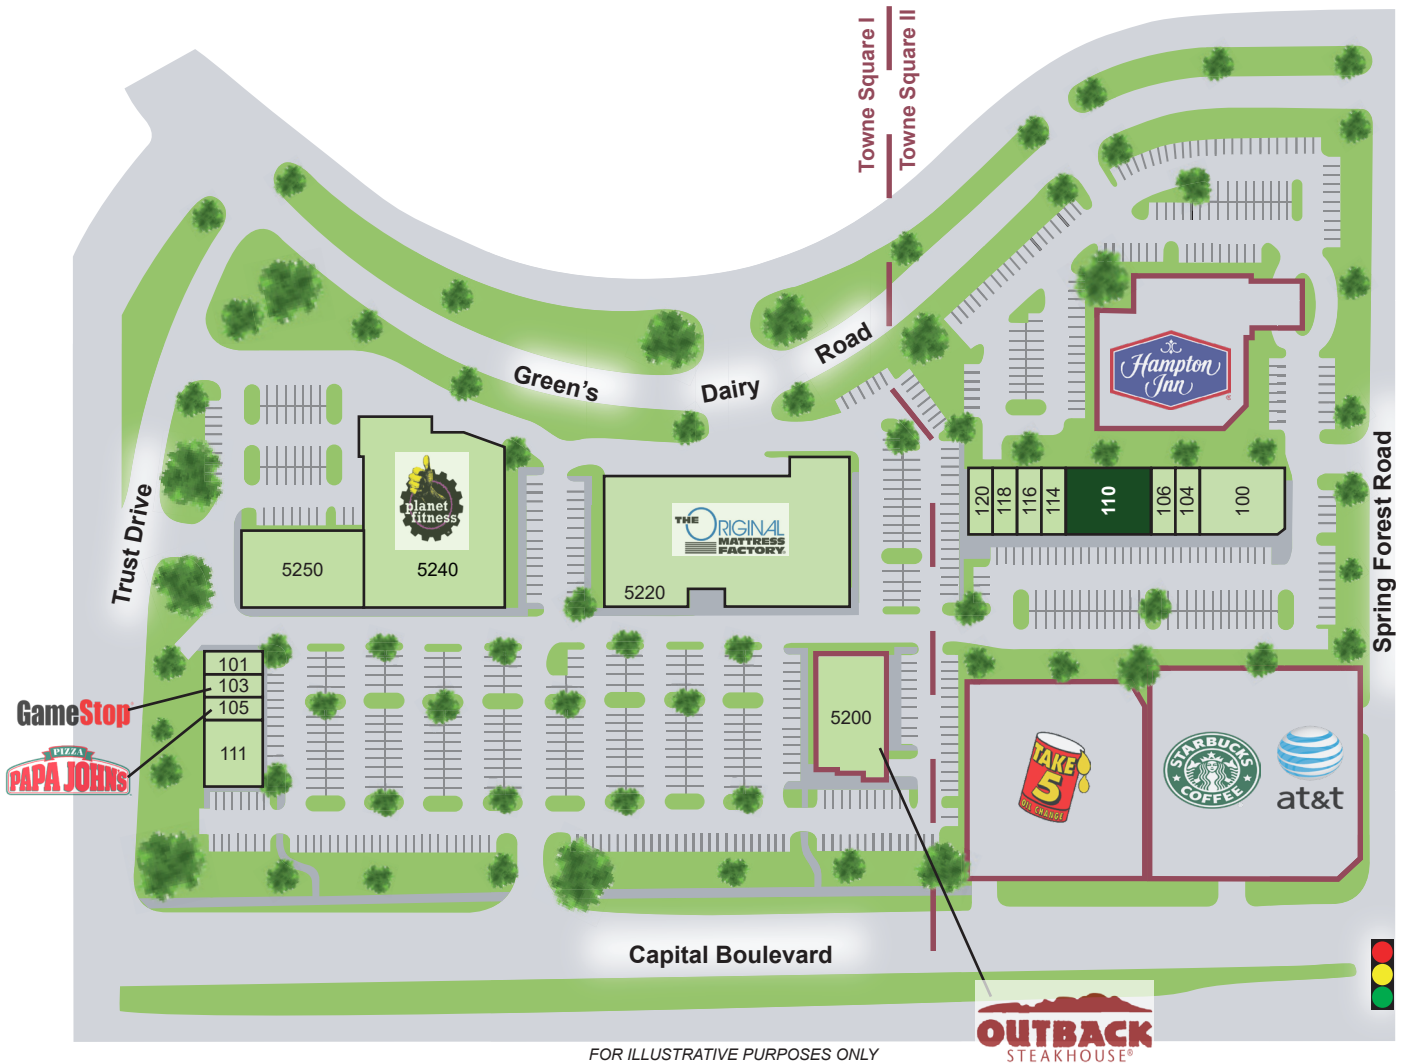 Towne Square I
Towne Square II
Green's
Dairy
Road
Hampton
Inn
®
Trust Drive
Spring Forest Road
planet
fitness
THE
ORIGINAL
MATTRESS
FACTORY.
5250
5240
5220
120
118
116
114
110
106
104
100
101
103
105
111
GameStop
PIZZA
PAPA JOHNS
5200
TAKE
5
OIL CHANGE
STARBUCKS
COFFEE
at&t
Capital Boulevard
OUTBACK
STEAKHOUSE®
FOR ILLUSTRATIVE PURPOSES ONLY